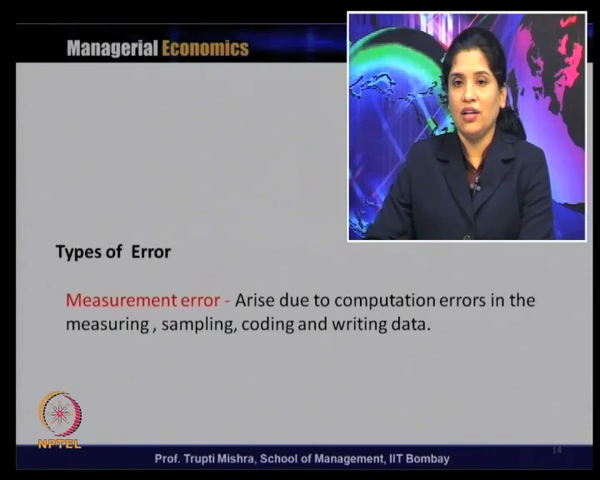 Managerial Economics
Types of Error
Measurement error - Arise due to computation errors in the
measuring , sampling, coding and writing data.
NPTEL
Prof. Trupti Mishra, School of Management, IIT Bombay
14